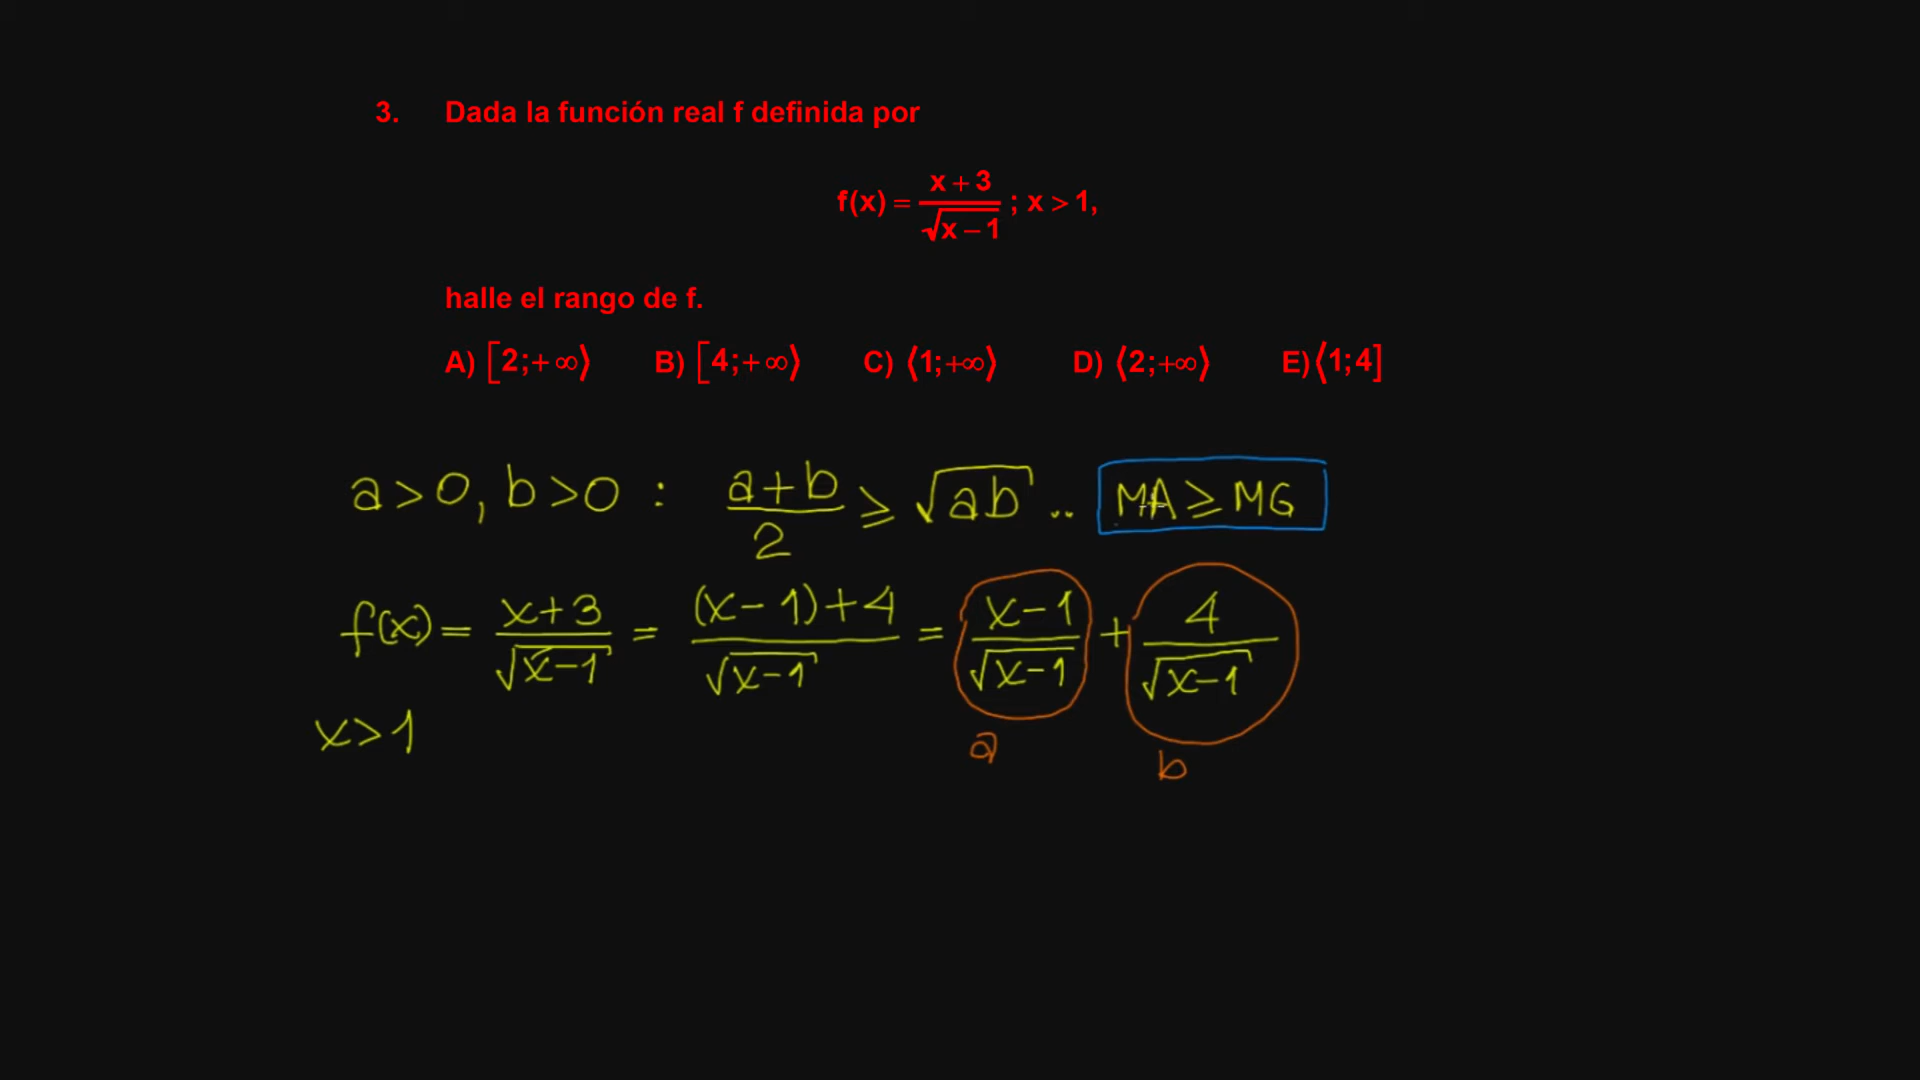 3. Dada la función real f definida por
f(x) = (x + 3)/√(x − 1) ; x > 1,
halle el rango de f.
A) [2;+∞⟩ B) [4;+∞⟩ C) ⟨1;+∞⟩ D) ⟨2;+∞⟩ E) ⟨1;4]
a>0, b>0 : (a+b)/2 ≥ √(ab) .. MA ≥ MG
f(x) = (x+3)/√(x−1) = ((x−1)+4)/√(x−1) = (x−1)/√(x−1) + 4/√(x−1)
x>1
a b